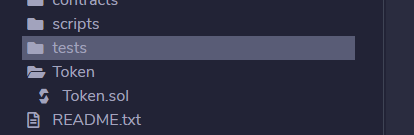 contracts
scripts
tests
Token
Token.sol
README.txt